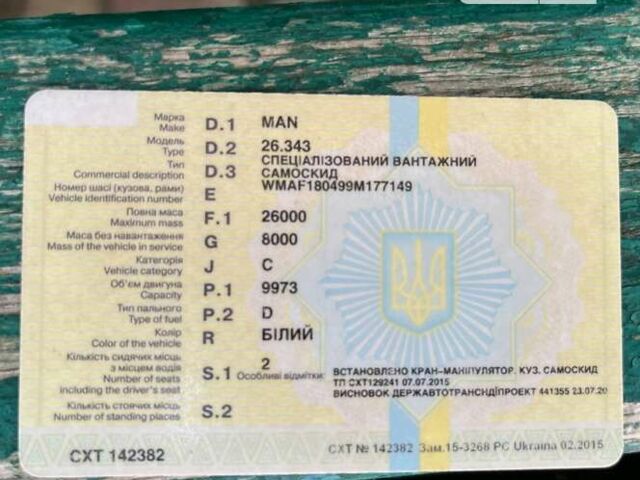 Марка
Make D.1 MAN
Модель
Type D.2 26.343
Тип СПЕЦІАЛІЗОВАНИЙ ВАНТАЖНИЙ
Commercial description D.3 САМОСКИД
Номер шасі (кузова, рами)
Vehicle identification number E WMAF180499M177149
Повна маса
Maximum mass F.1 26000
Маса без навантаження
Mass of the vehicle in service G 8000
Категорія
Vehicle category J C
Об'єм двигуна
Capacity P.1 9973
Тип пального
Type of fuel P.2 D
Колір
Color of the vehicle R БІЛИЙ
Кількість сидячих місць
з місцем водія
Number of seats
including the driver's seat S.1 2
Особливі відмітки: ВСТАНОВЛЕНО КРАН-МАНІПУЛЯТОР. КУЗ. САМОСКИД
ТП СХТ129241 07.07.2015
ВИСНОВОК ДЕРЖАВТОТРАНСНДІПРОЕКТ 441355 23.07.20
Кількість стоячих місць
Number of standing places S.2
СХТ 142382
СХТ № 142382 Зам.15-3268 РС Ukraina 02.2015